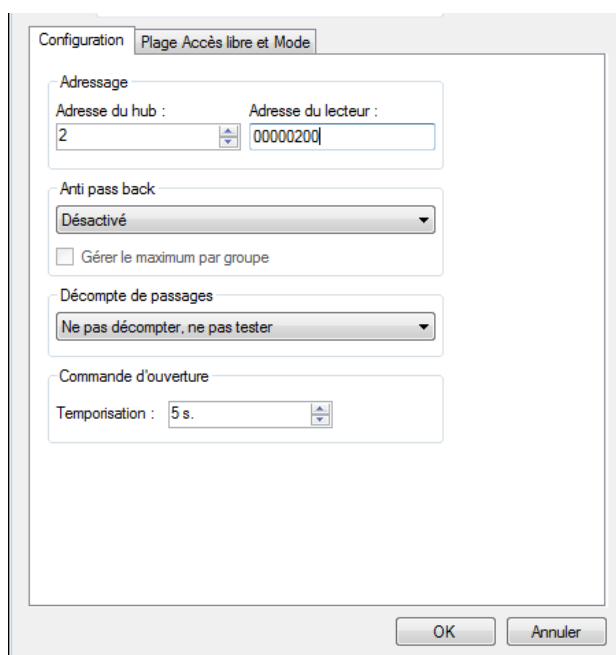 Configuration Plage Accès libre et Mode
Adressage
Adresse du hub : Adresse du lecteur :
2 00000200
Anti pass back
Désactivé
Gérer le maximum par groupe
Décompte de passages
Ne pas décompter, ne pas tester
Commande d'ouverture
Temporisation : 5 s.
OK Annuler